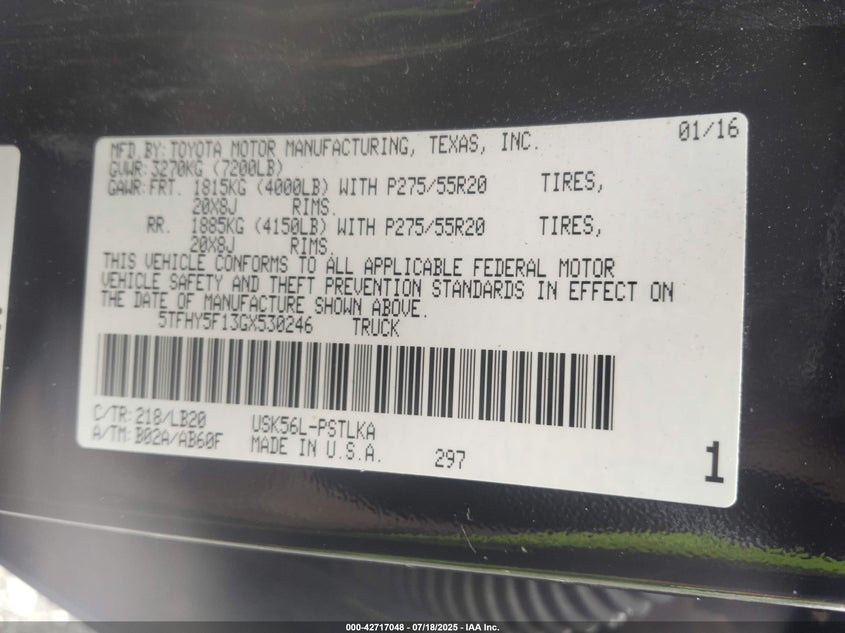 01/16
MFD.BY: TOYOTA MOTOR MANUFACTURING, TEXAS, INC.
GVWR: 3270KG (7200LB)
GAWR: FRT. 1815KG (4000LB) WITH P275/55R20 TIRES,
20X8J RIMS.
RR. 1885KG (4150LB) WITH P275/55R20 TIRES,
20X8J RIMS.
THIS VEHICLE CONFORMS TO ALL APPLICABLE FEDERAL MOTOR
VEHICLE SAFETY AND THEFT PREVENTION STANDARDS IN EFFECT ON
THE DATE OF MANUFACTURE SHOWN ABOVE.
5TFHY5F13GX530246 TRUCK
C/TR: 218/LB20 USK56L-PSTLKA
A/TM: B02A/AB60F MADE IN U.S.A. 297
1
000-42717048 - 07/18/2025 - IAA Inc.